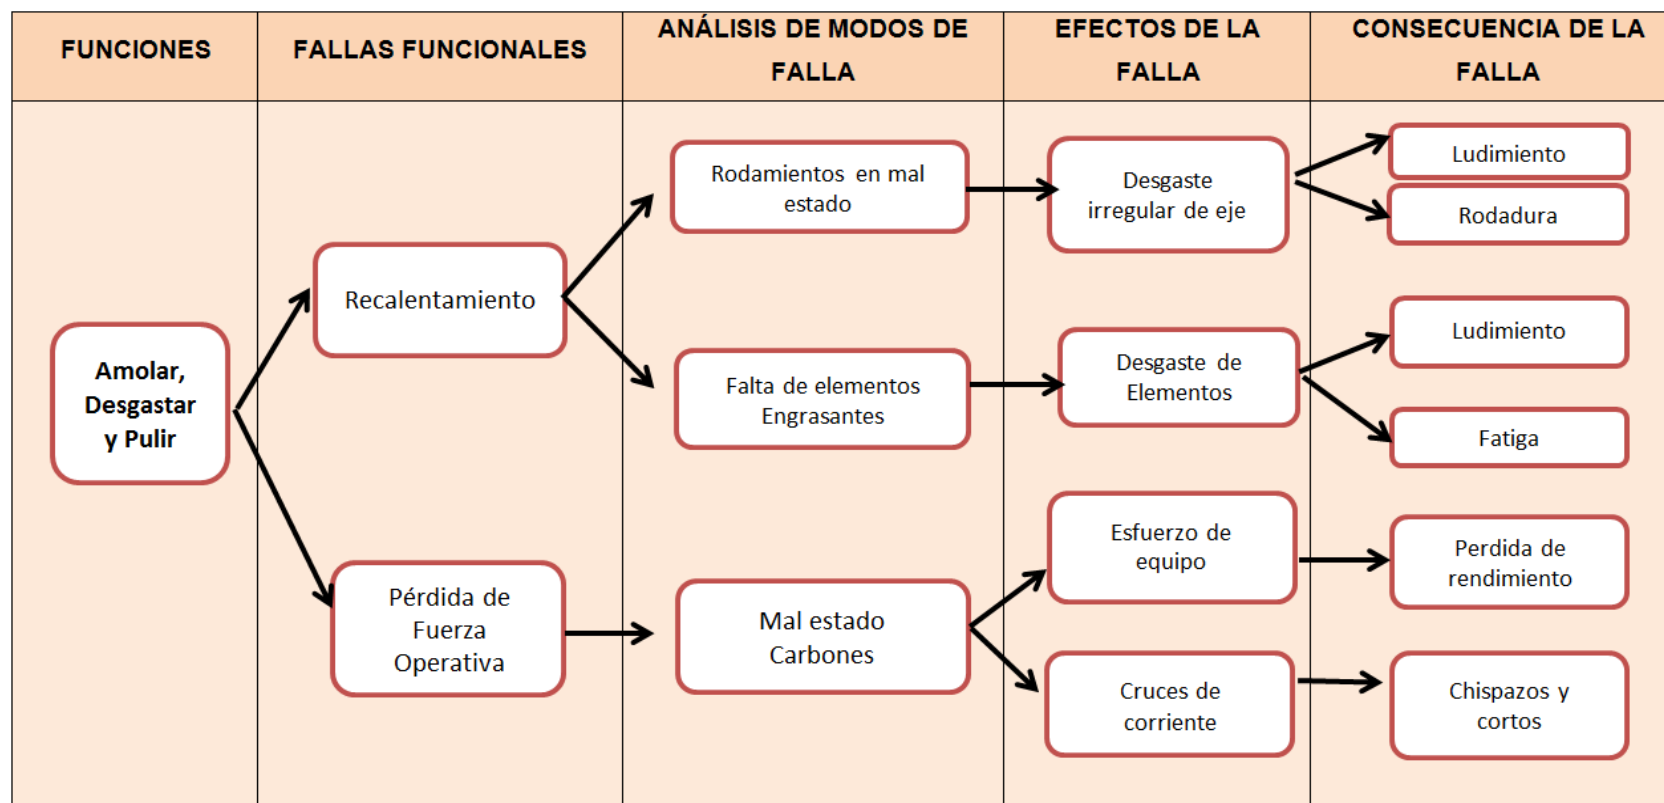 FUNCIONES
FALLAS FUNCIONALES
ANÁLISIS DE MODOS DE
FALLA
EFECTOS DE LA
FALLA
CONSECUENCIA DE LA
FALLA
Amolar,
Desgastar
y Pulir
Recalentamiento
Pérdida de
Fuerza
Operativa
Rodamientos en mal
estado
Falta de elementos
Engrasantes
Mal estado
Carbones
Desgaste
irregular de eje
Desgaste de
Elementos
Esfuerzo de
equipo
Cruces de
corriente
Ludimiento
Rodadura
Ludimiento
Fatiga
Perdida de
rendimiento
Chispazos y
cortos